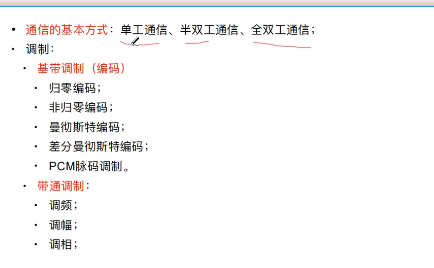 • 通信的基本方式：单工通信、半双工通信、全双工通信；
• 调制：
• 基带调制（编码）
• 归零编码；
• 非归零编码；
• 曼彻斯特编码；
• 差分曼彻斯特编码；
• PCM脉码调制。
• 带通调制：
• 调频；
• 调幅；
• 调相；